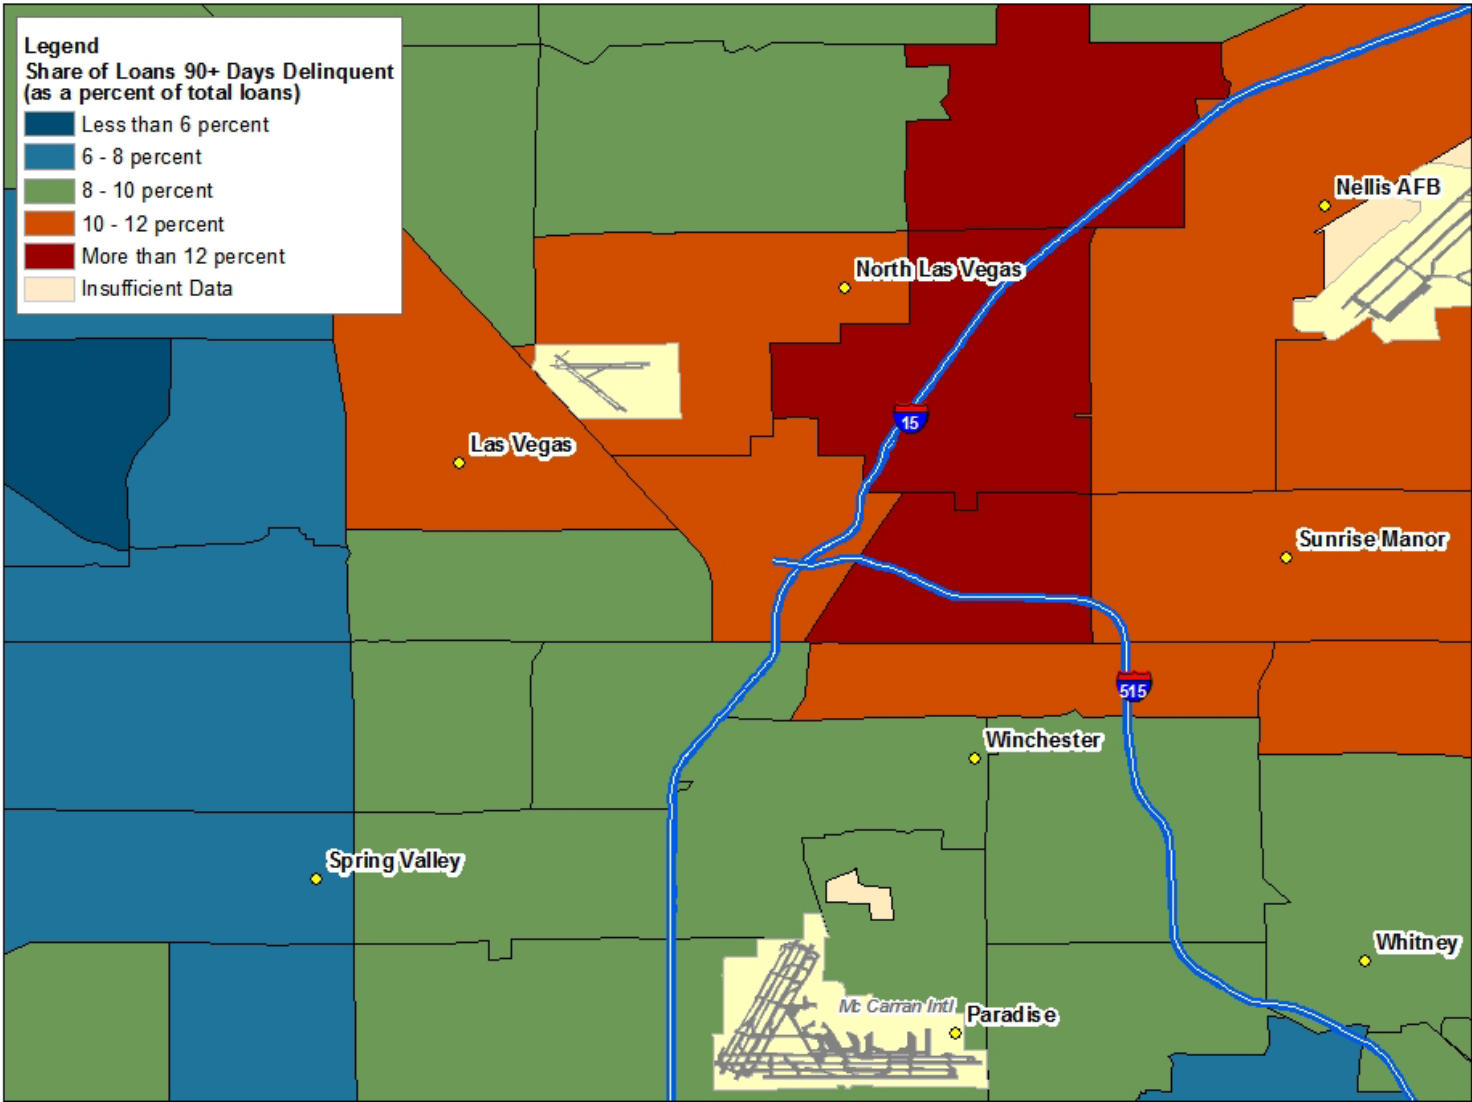 Legend
Share of Loans 90+ Days Delinquent
(as a percent of total loans)
Less than 6 percent
6 - 8 percent
8 - 10 percent
10 - 12 percent
More than 12 percent
Insufficient Data
Nellis AFB
North Las Vegas
15
Las Vegas
Sunrise Manor
515
Winchester
Spring Valley
Whitney
Mc Carran Intl
Paradise